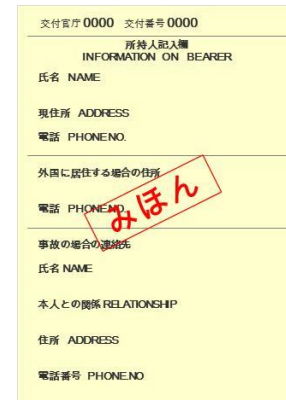 交付官庁 0000 交付番号 0000
所持人記入欄
INFORMATION ON BEARER
氏名 NAME
現住所 ADDRESS
電話 PHONE NO.
外国に居住する場合の住所
電話 PHONE NO
みほん
事故の場合の連絡先
氏名 NAME
本人との関係 RELATIONSHIP
住所 ADDRESS
電話番号 PHONE.NO